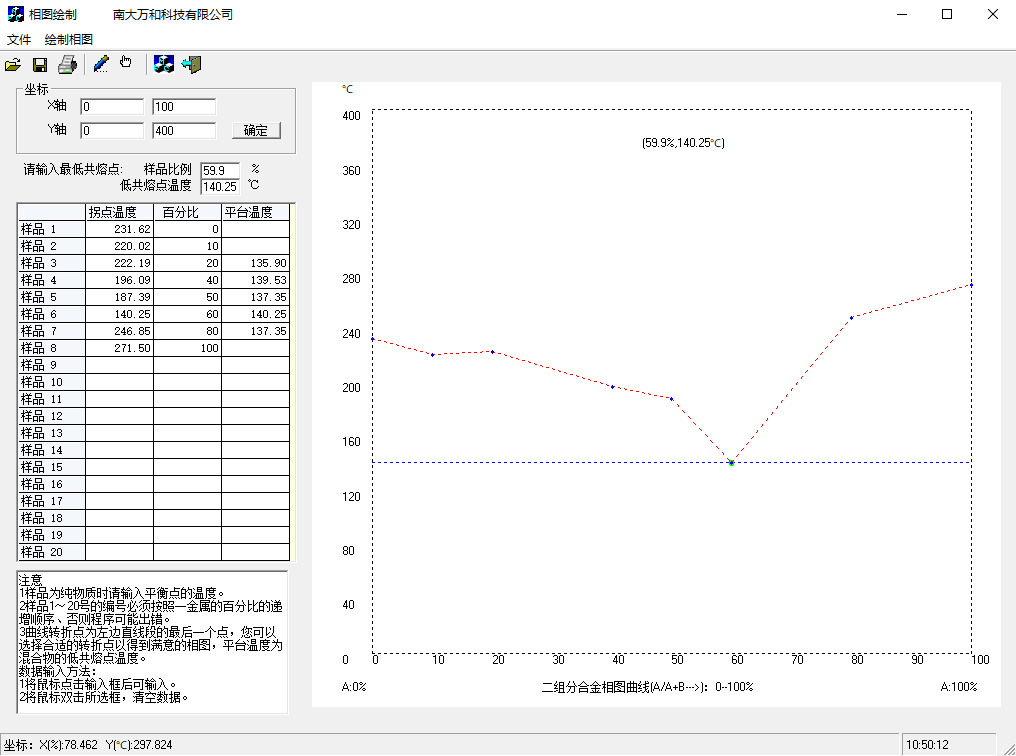 相图绘制 南大万和科技有限公司
文件 绘制相图
坐标
X轴 0 100
Y轴 0 400 确定
请输入最低共熔点: 样品比例 59.9 %
低共熔点温度 140.25 ℃
拐点温度 百分比 平台温度
样品 1 231.62 0
样品 2 220.02 10
样品 3 222.19 20 135.90
样品 4 196.09 40 139.53
样品 5 187.39 50 137.35
样品 6 140.25 60 140.25
样品 7 246.85 80 137.35
样品 8 271.50 100
样品 9
样品 10
样品 11
样品 12
样品 13
样品 14
样品 15
样品 16
样品 17
样品 18
样品 19
样品 20
注意
1样品为纯物质时请输入平衡点的温度。
2样品1～20号的编号必须按照一金属的百分比的递
增顺序、否则程序可能出错。
3曲线转折点为左边直线段的最后一个点，您可以
选择合适的转折点以得到满意的相图，平台温度为
混合物的低共熔点温度。
数据输入方法：
1将鼠标点击输入框后可输入。
2将鼠标双击所选框，清空数据。
℃
400
(59.9%,140.25℃)
360
320
280
240
200
160
120
80
40
0
0 10 20 30 40 50 60 70 80 90 100
A:0% 二组分合金相图曲线(A/A+B--->)：0--100% A:100%
坐标：X(%):78.462 Y(℃):297.824 10:50:12